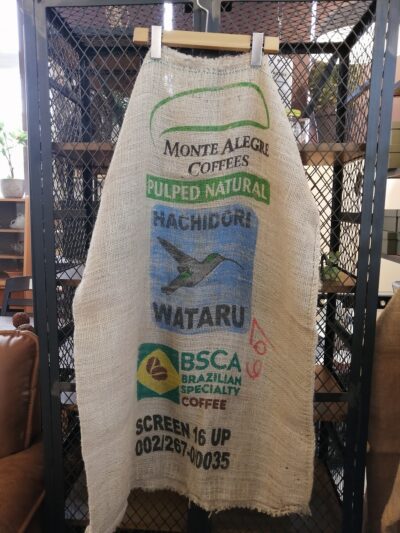 MONTE ALEGRE
COFFEES
PULPED NATURAL
HACHIDORI
WATARU
BSCA
BRAZILIAN
SPECIALTY
COFFEE
SCREEN 16 UP
002/267-00035